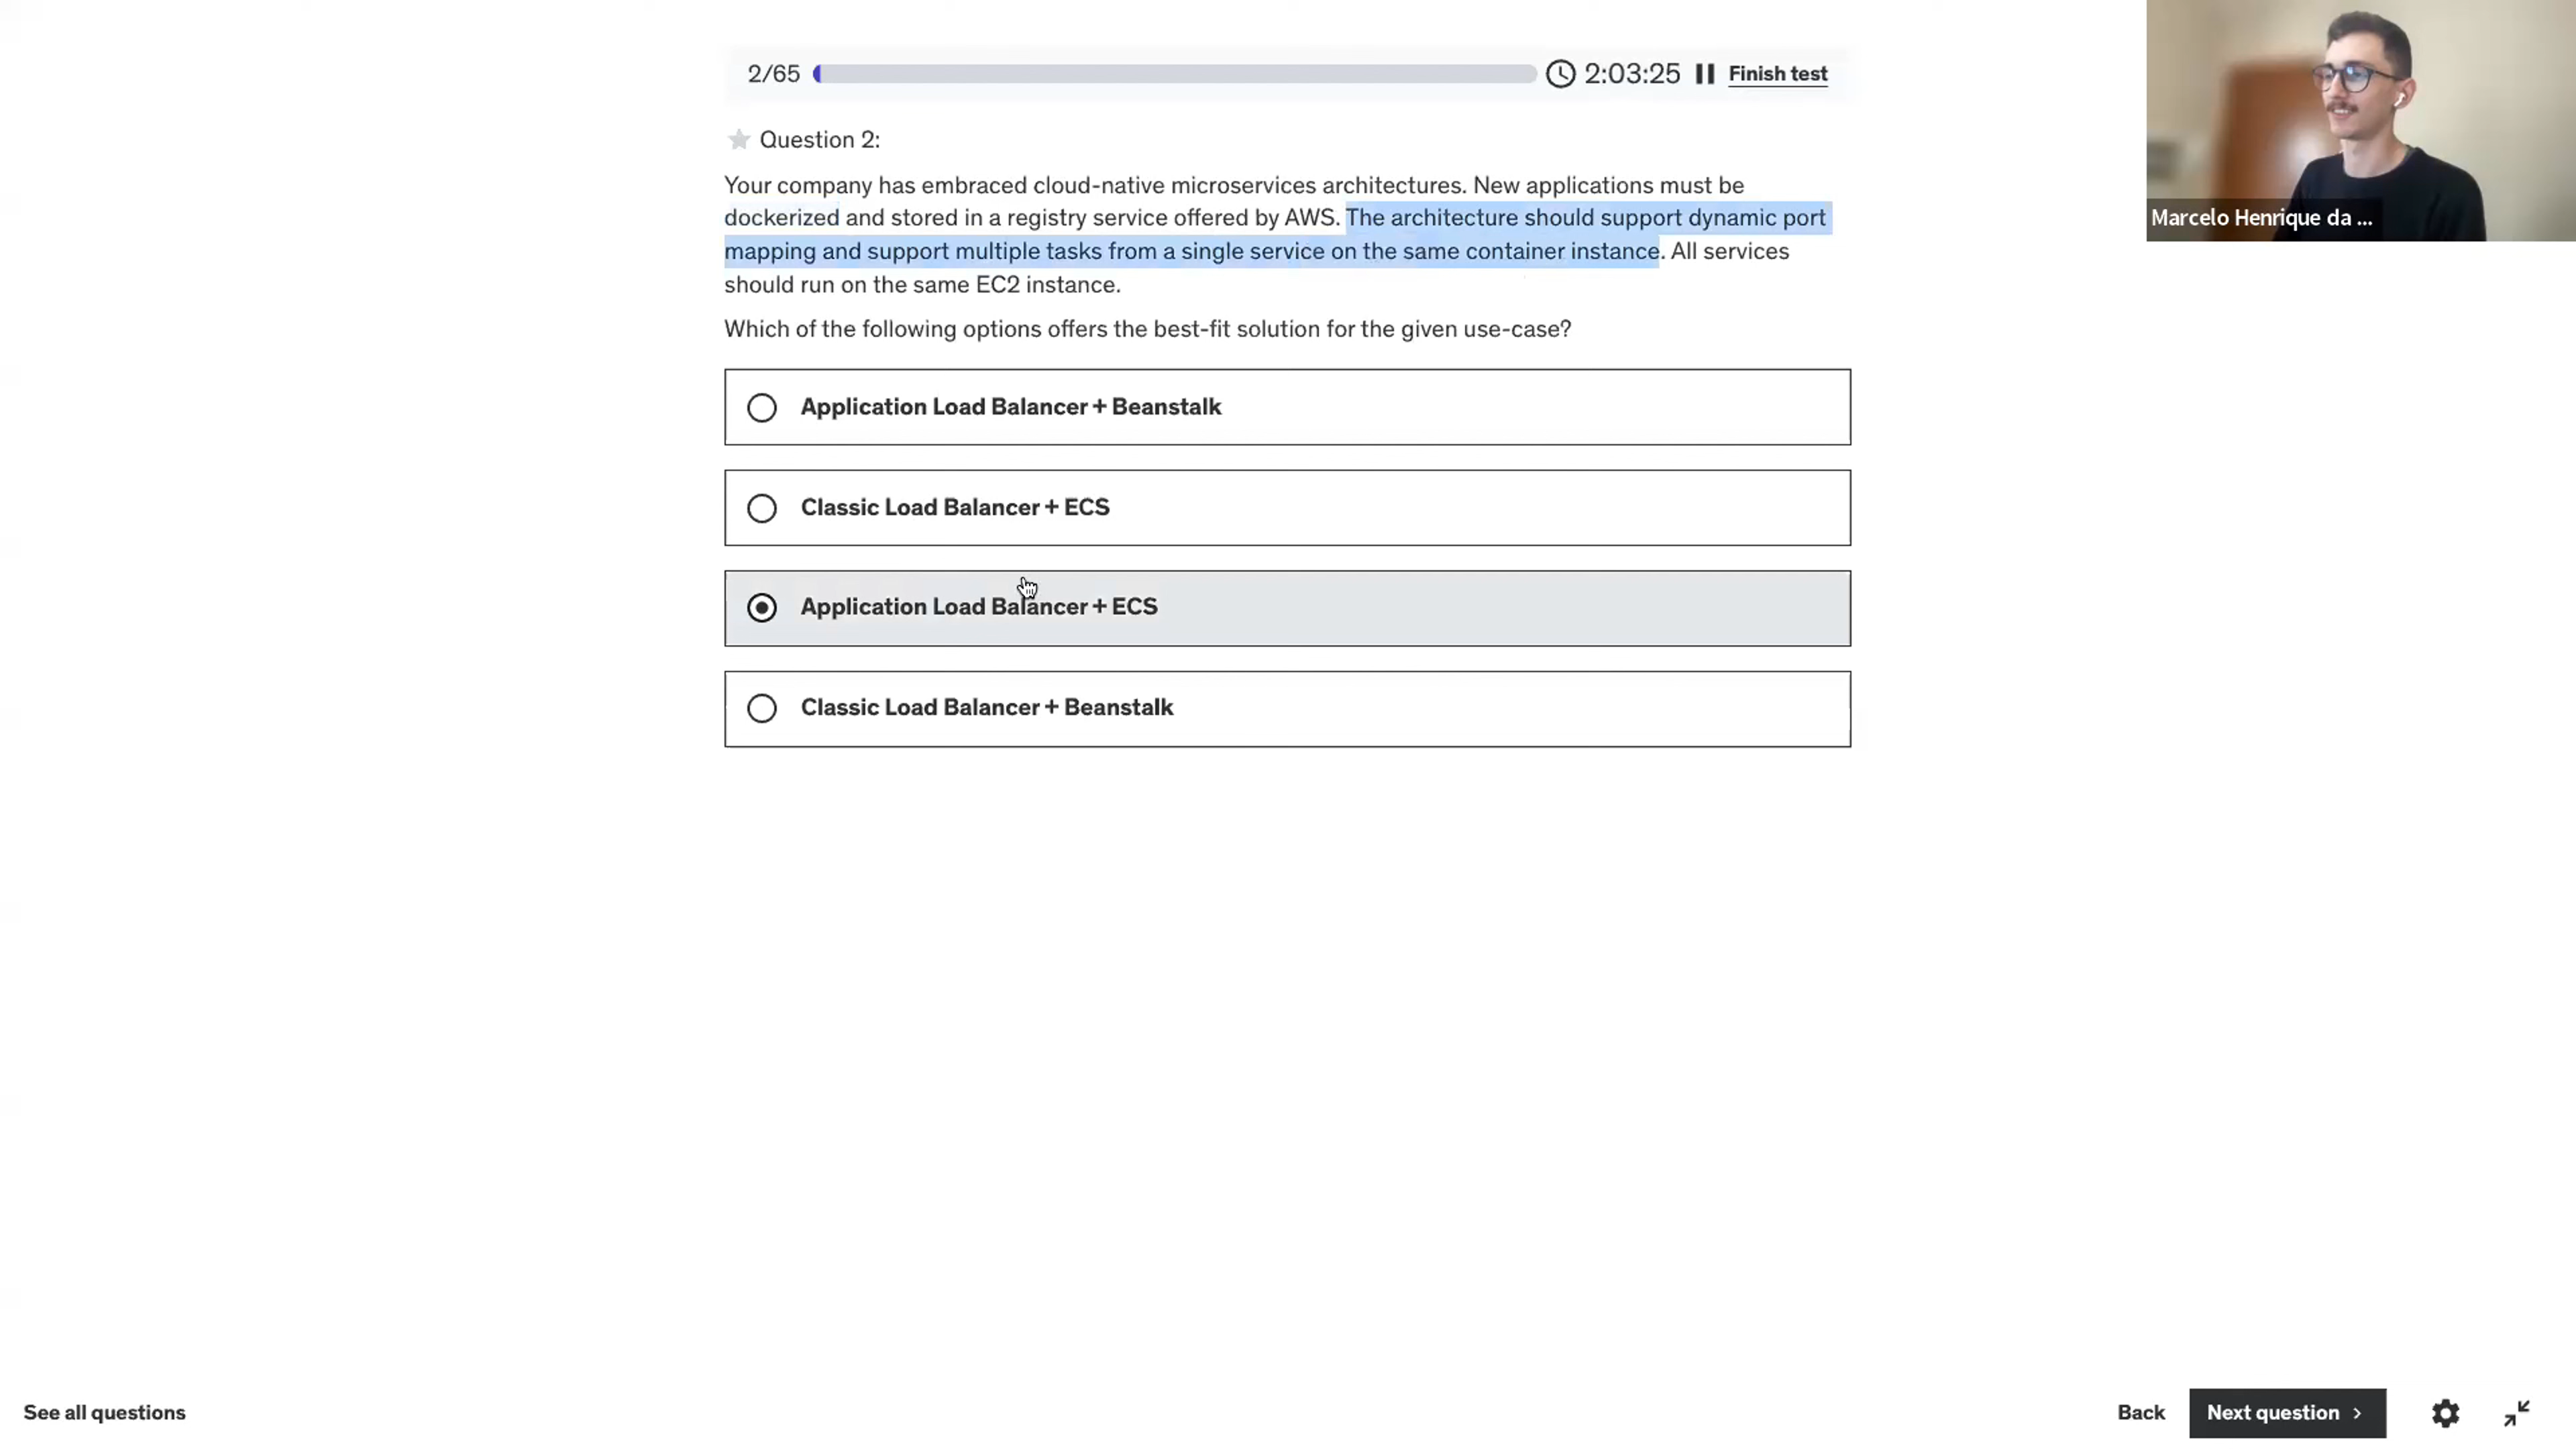 2/65
2:03:25
Finish test
Marcelo Henrique da ...
Question 2:
Your company has embraced cloud-native microservices architectures. New applications must be
dockerized and stored in a registry service offered by AWS. The architecture should support dynamic port
mapping and support multiple tasks from a single service on the same container instance. All services
should run on the same EC2 instance.
Which of the following options offers the best-fit solution for the given use-case?
Application Load Balancer + Beanstalk
Classic Load Balancer + ECS
Application Load Balancer + ECS
Classic Load Balancer + Beanstalk
See all questions
Back
Next question